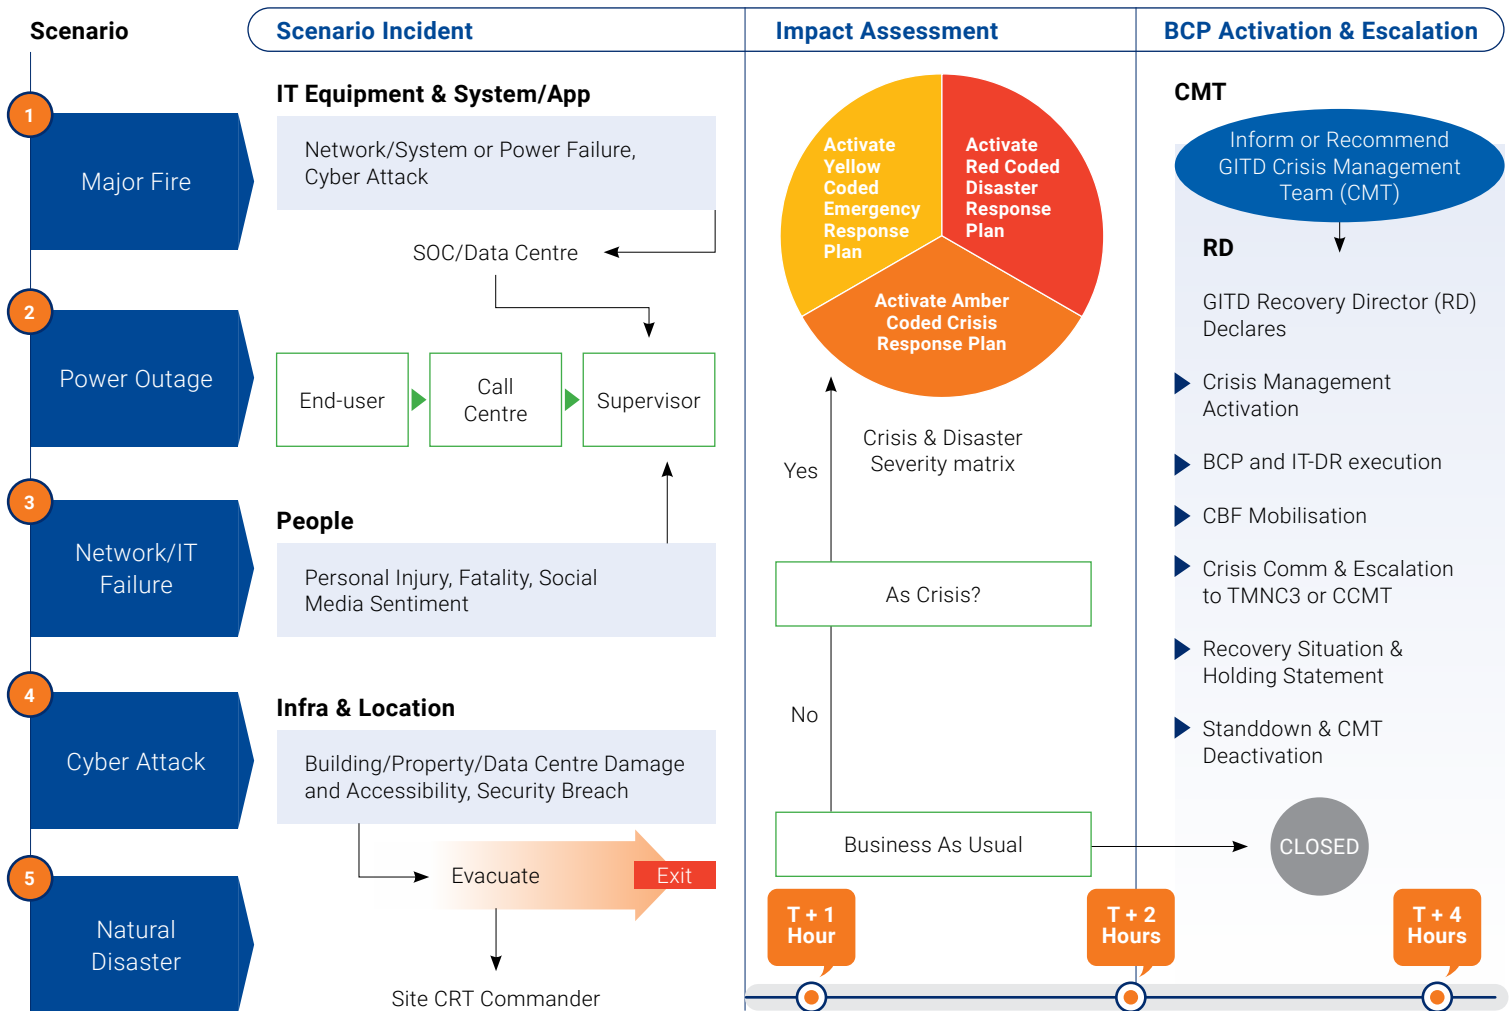 Scenario
Scenario Incident
Impact Assessment
BCP Activation & Escalation
1
Major Fire
2
Power Outage
3
Network/IT
Failure
4
Cyber Attack
5
Natural
Disaster
IT Equipment & System/App
Network/System or Power Failure,
Cyber Attack
SOC/Data Centre
End-user
Call
Centre
Supervisor
People
Personal Injury, Fatality, Social
Media Sentiment
Infra & Location
Building/Property/Data Centre Damage
and Accessibility, Security Breach
Evacuate
Exit
Site CRT Commander
Activate
Yellow
Coded
Emergency
Response
Plan
Activate
Red Coded
Disaster
Response
Plan
Activate Amber
Coded Crisis
Response Plan
Crisis & Disaster
Severity matrix
Yes
As Crisis?
No
Business As Usual
CMT
Inform or Recommend
GITD Crisis Management
Team (CMT)
RD
GITD Recovery Director (RD)
Declares
Crisis Management
Activation
BCP and IT-DR execution
CBF Mobilisation
Crisis Comm & Escalation
to TMNC3 or CCMT
Recovery Situation &
Holding Statement
Standdown & CMT
Deactivation
CLOSED
T + 1
Hour
T + 2
Hours
T + 4
Hours